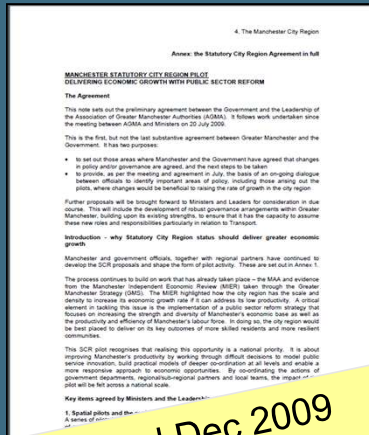 4. The Manchester City Region
Annex: the Statutory City Region Agreement in full
MANCHESTER STATUTORY CITY REGION PILOT
DELIVERING ECONOMIC GROWTH WITH PUBLIC SECTOR REFORM
The Agreement
This note sets out the preliminary agreement between the Government and the Leadership of
the Association of Greater Manchester Authorities (AGMA). It follows work undertaken since
the meeting between AGMA and Ministers on 20 July 2009.
This is the first, but not the last substantive agreement between Greater Manchester and the
Government. It has two purposes:
• to set out those areas where Manchester and the Government have agreed that changes
in policy and/or governance are agreed, and the next steps to be taken
• to provide, as per the meeting and agreement in July, the basis of an on-going dialogue
between officials to identify important areas of policy, including those arising out the
pilots, where changes would be beneficial to raising the rate of growth in the city region
Further proposals will be brought forward to Ministers and Leaders for consideration in due
course. This will include the development of robust governance arrangements within Greater
Manchester, building upon its existing strengths, to ensure that it has the capacity to assume
these new roles and responsibilities particularly in relation to Transport.
Introduction - why Statutory City Region status should deliver greater economic
growth
Manchester and government officials, together with regional partners have continued to
develop the SCR proposals and shape the form of pilot activity. These are set out in Annex 1.
The process continues to build on work that has already taken place – the MAA and evidence
from the Manchester Independent Economic Review (MIER) taken through the Greater
Manchester Strategy (GMS). The MIER highlighted how the city region has the scale and
density to increase its economic growth rate if it can address its low productivity. A critical
element in tackling this issue is the implementation of a public sector reform strategy that
focuses on increasing the strength and diversity of Manchester's economic base as well as
the productivity and efficiency of Manchester's labour force. In doing so, the city region would
be best placed to deliver on its key outcomes of more skilled residents and more resilient
communities.
This SCR pilot recognises that realising this opportunity is a national priority. It is about
improving Manchester's productivity by working through difficult decisions to model public
service innovation, build practical models of deeper co-ordination at all levels and enable a
more responsive approach to economic opportunities. By co-ordinating the actions of
government departments, regional/sub-regional partners and local teams, the impact of
pilot will be felt across a national scale.
Key items agreed by Ministers and the Leadership
1. Spatial pilots and the
A series of
Dec 2009